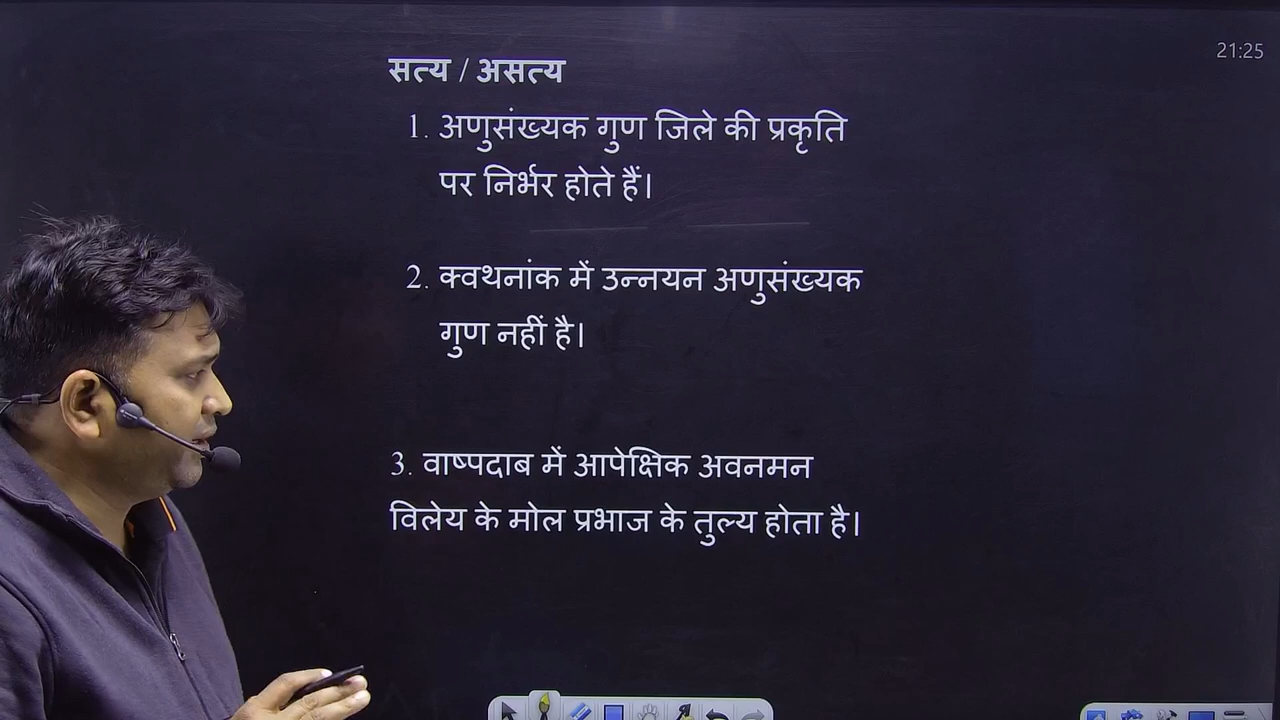 21:25
सत्य / असत्य
1. अणुसंख्यक गुण जिले की प्रकृति
पर निर्भर होते हैं।
2. क्वथनांक में उन्नयन अणुसंख्यक
गुण नहीं है।
3. वाष्पदाब में आपेक्षिक अवनमन
विलेय के मोल प्रभाज के तुल्य होता है।